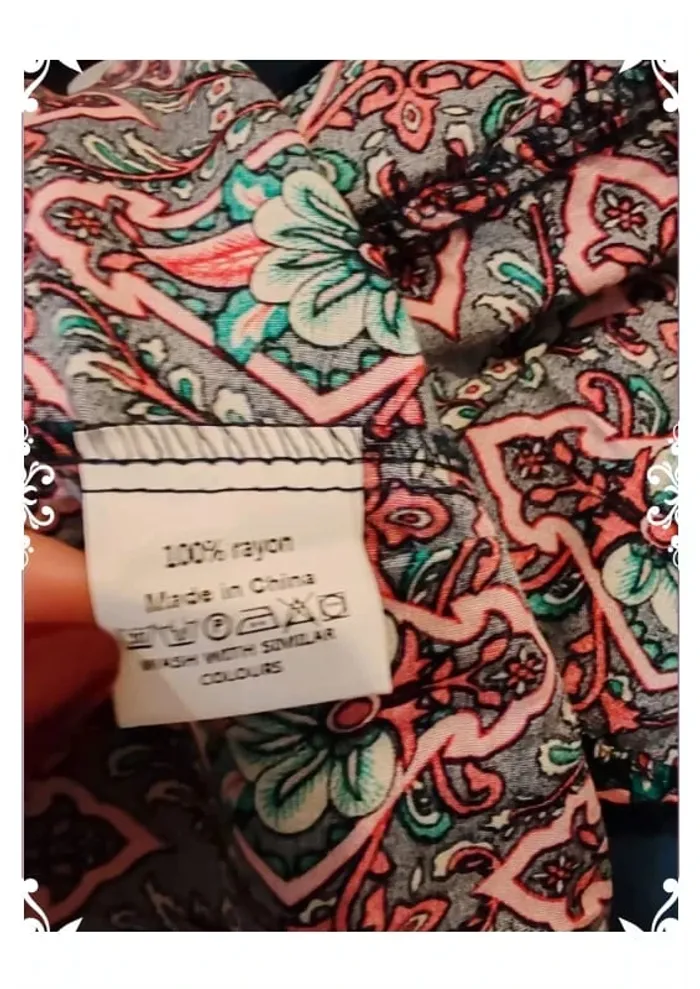 100% rayon
Made in China
P
WASH WITH SIMILAR
COLOURS